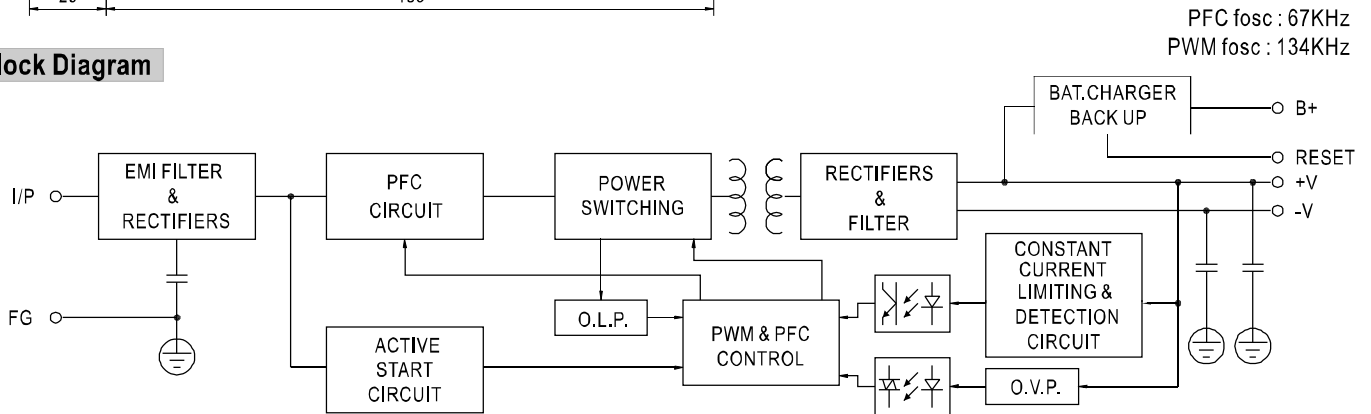 PFC fosc : 67KHz
PWM fosc : 134KHz
lock Diagram
BAT.CHARGER
BACK UP
B+
RESET
EMI FILTER
&
RECTIFIERS
PFC
CIRCUIT
POWER
SWITCHING
RECTIFIERS
&
FILTER
I/P
+V
-V
CONSTANT
CURRENT
LIMITING &
DETECTION
CIRCUIT
FG
O.L.P.
PWM & PFC
CONTROL
ACTIVE
START
CIRCUIT
O.V.P.